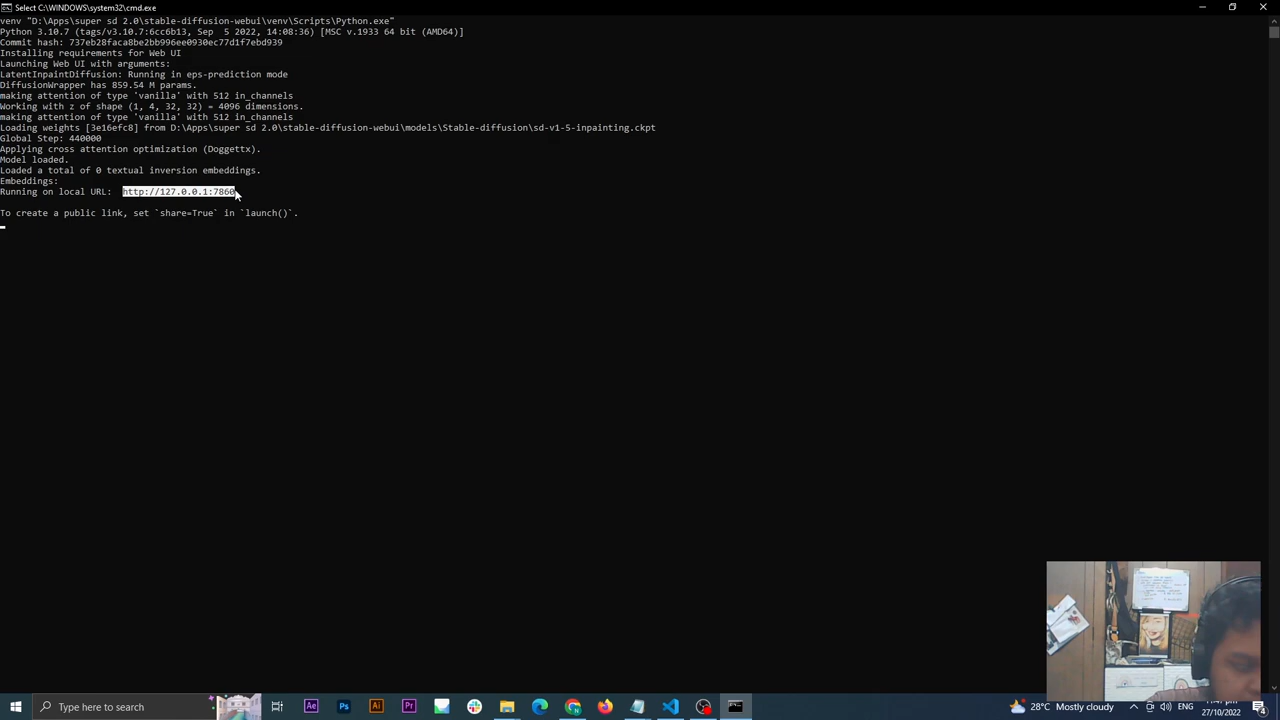 Select C:\WINDOWS\system32\cmd.exe
venv "D:\Apps\super sd 2.0\stable-diffusion-webui\venv\Scripts\Python.exe"
Python 3.10.7 (tags/v3.10.7:6cc6b13, Sep  5 2022, 14:08:36) [MSC v.1933 64 bit (AMD64)]
Commit hash: 737eb28faca8be2bb996ee0930ec77d1f7ebd939
Installing requirements for Web UI
Launching Web UI with arguments:
LatentInpaintDiffusion: Running in eps-prediction mode
DiffusionWrapper has 859.54 M params.
making attention of type 'vanilla' with 512 in_channels
Working with z of shape (1, 4, 32, 32) = 4096 dimensions.
making attention of type 'vanilla' with 512 in_channels
Loading weights [3e16efc8] from D:\Apps\super sd 2.0\stable-diffusion-webui\models\Stable-diffusion\sd-v1-5-inpainting.ckpt
Global Step: 440000
Applying cross attention optimization (Doggettx).
Model loaded.
Loaded a total of 0 textual inversion embeddings.
Embeddings:
Running on local URL:  http://127.0.0.1:7860
To create a public link, set `share=True` in `launch()`.
Type here to search
Ae
Ps
Ai
Pr
28°C Mostly cloudy
ENG
27/10/2022
4